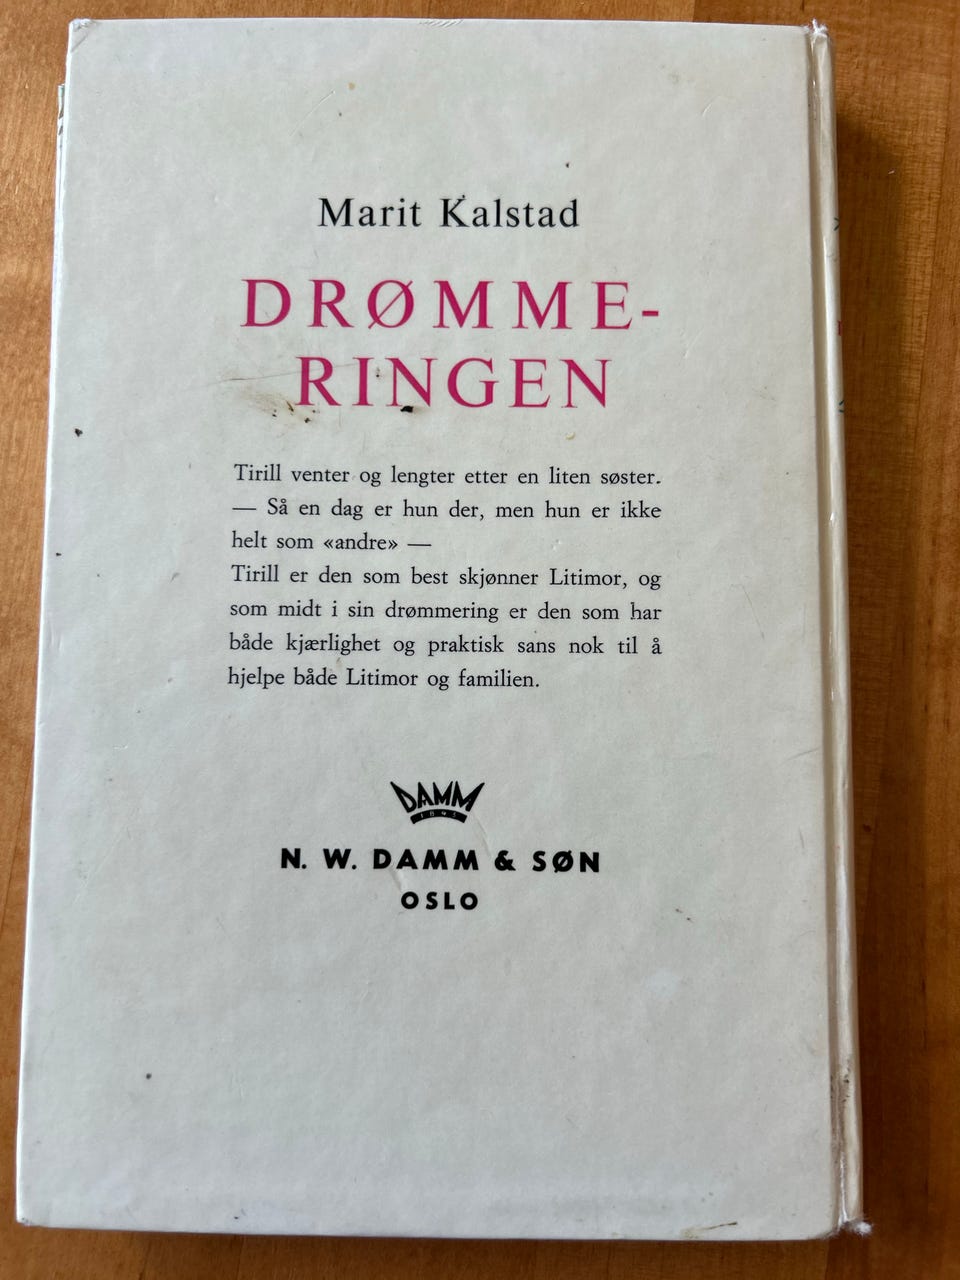 Marit Kalstad
DRØMME-
RINGEN
Tirill venter og lengter etter en liten søster.
— Så en dag er hun der, men hun er ikke
helt som «andre» —
Tirill er den som best skjønner Litimor, og
som midt i sin drømmering er den som har
både kjærlighet og praktisk sans nok til å
hjelpe både Litimor og familien.
DAMM
N. W. DAMM & SØN
OSLO